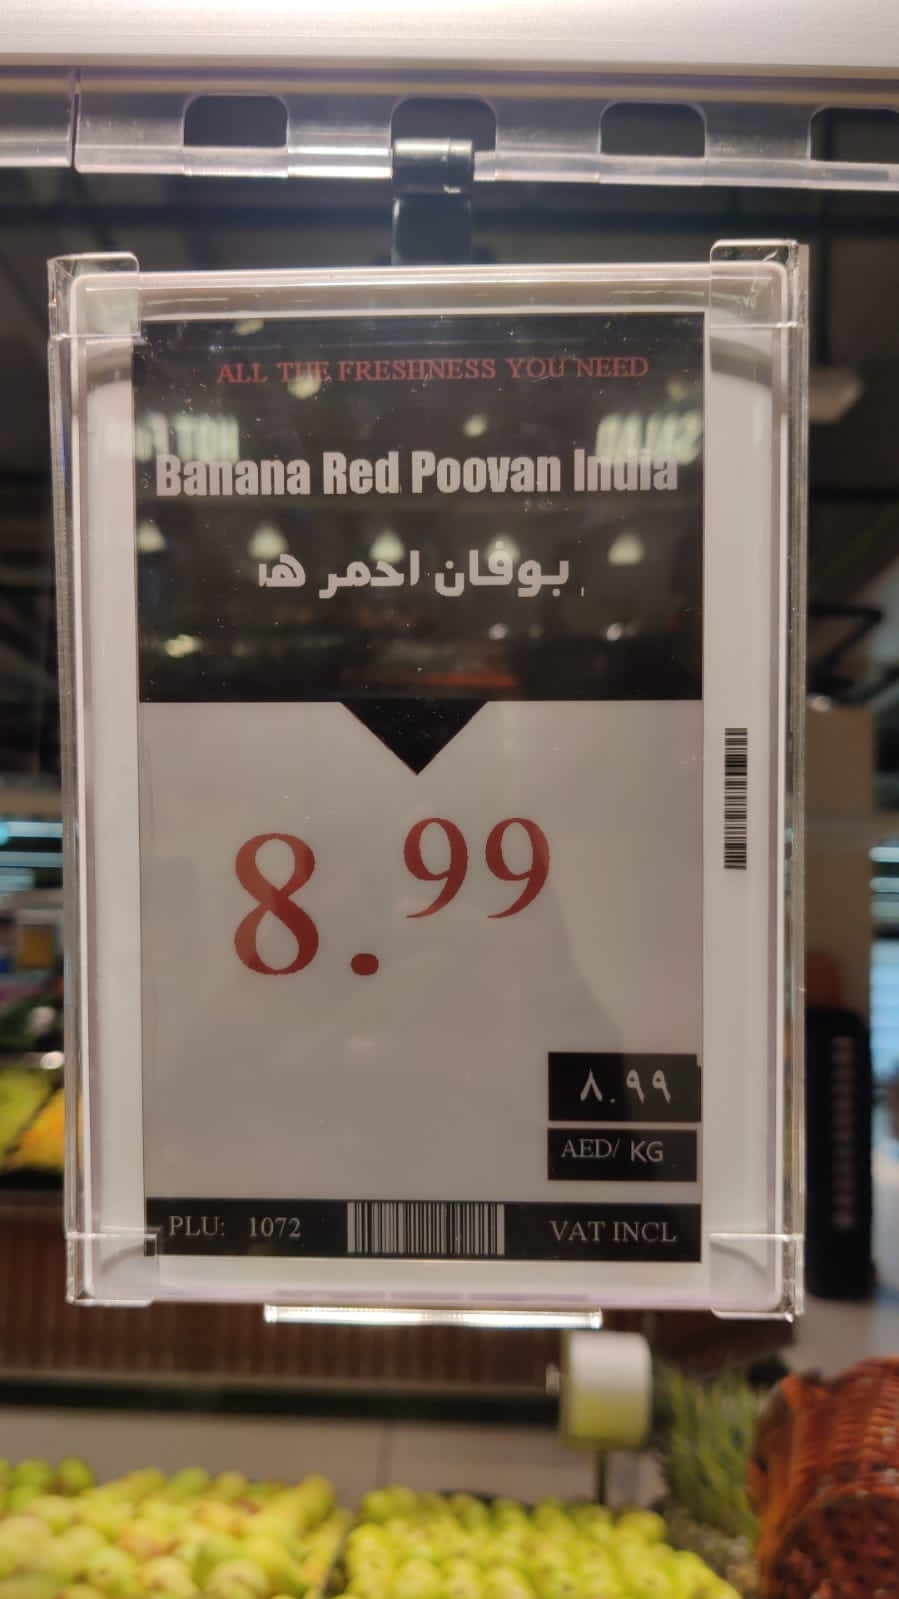 ALL THE FRESHNESS YOU NEED
Banana Red Poovan India
بوفان احمر هد
8.99
٨.٩٩
AED/ KG
PLU: 1072
VAT INCL